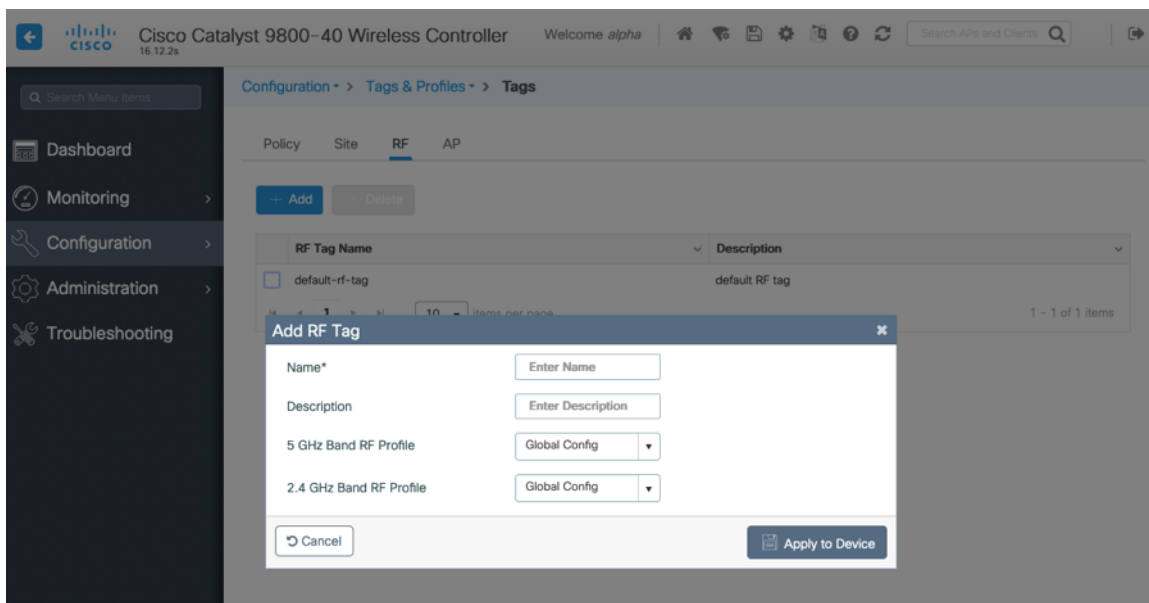 cisco
Cisco Catalyst 9800-40 Wireless Controller
16.12.2s
Welcome alpha
Search APs and Clients
Search Menu Items
Dashboard
Monitoring
Configuration
Administration
Troubleshooting
Configuration > Tags & Profiles > Tags
Policy Site RF AP
+ Add
Delete
RF Tag Name Description
default-rf-tag default RF tag
1 10 items per page 1 - 1 of 1 items
Add RF Tag
Name* Enter Name
Description Enter Description
5 GHz Band RF Profile Global Config
2.4 GHz Band RF Profile Global Config
Cancel Apply to Device